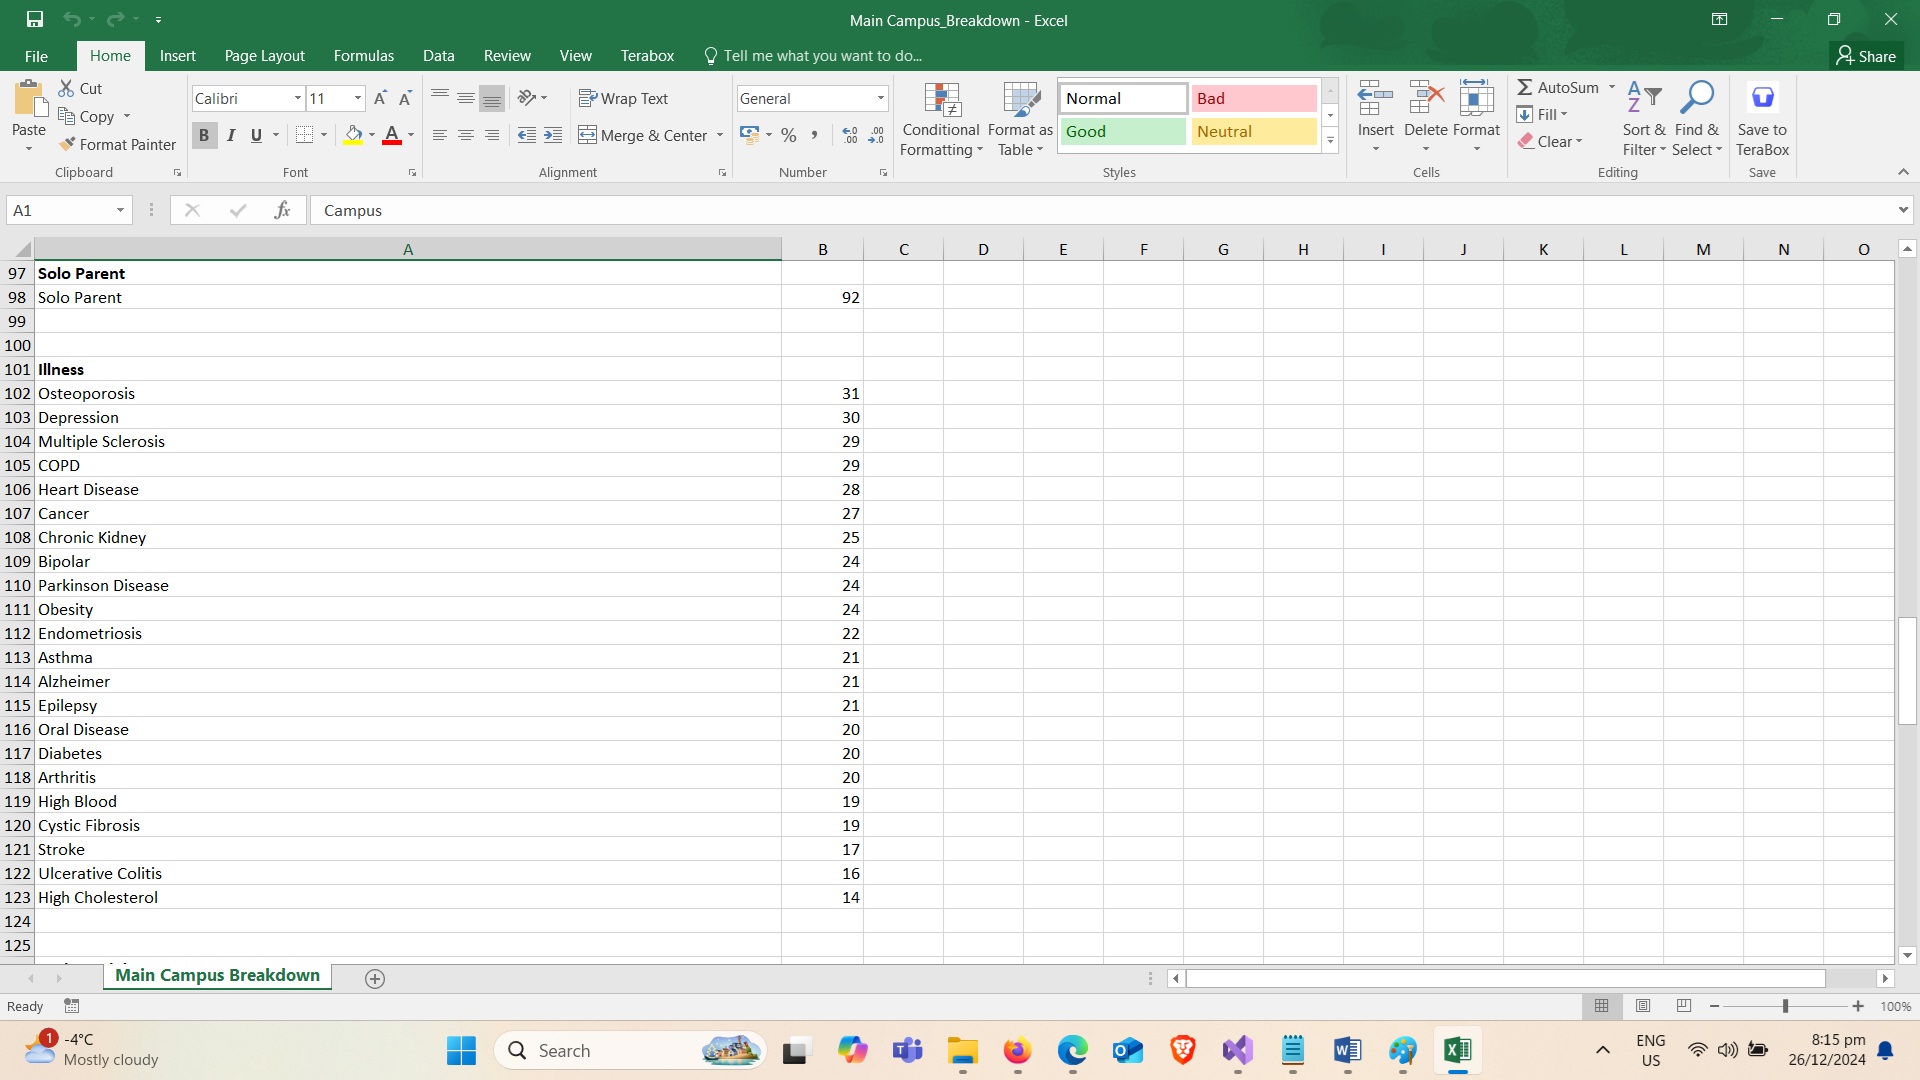 Main Campus_Breakdown - Excel
File Home Insert Page Layout Formulas Data Review View Terabox Tell me what you want to do... Share
Paste Cut Copy Format Painter Clipboard
Calibri 11 B I U Font
Wrap Text Merge & Center Alignment
General % , Number
Conditional Formatting Format as Table Normal Bad Good Neutral Styles
Insert Delete Format Cells
AutoSum Fill Clear Sort & Filter Find & Select Editing
Save to TeraBox Save
A1 fx Campus
A B C D E F G H I J K L M N O
97 Solo Parent
98 Solo Parent 92
99
100
101 Illness
102 Osteoporosis 31
103 Depression 30
104 Multiple Sclerosis 29
105 COPD 29
106 Heart Disease 28
107 Cancer 27
108 Chronic Kidney 25
109 Bipolar 24
110 Parkinson Disease 24
111 Obesity 24
112 Endometriosis 22
113 Asthma 21
114 Alzheimer 21
115 Epilepsy 21
116 Oral Disease 20
117 Diabetes 20
118 Arthritis 20
119 High Blood 19
120 Cystic Fibrosis 19
121 Stroke 17
122 Ulcerative Colitis 16
123 High Cholesterol 14
124
125
Main Campus Breakdown
Ready 100%
1 -4°C
Mostly cloudy
Search
ENG
US
8:15 pm
26/12/2024